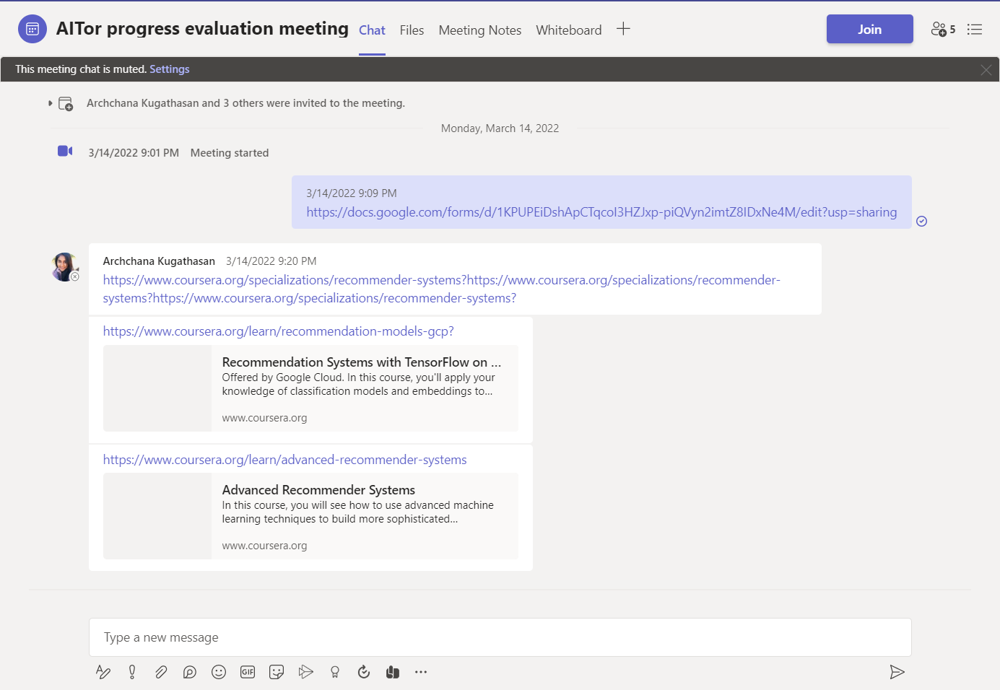 AITor progress evaluation meeting Chat Files Meeting Notes Whiteboard Join 5
This meeting chat is muted. Settings
Archchana Kugathasan and 3 others were invited to the meeting.
Monday, March 14, 2022
3/14/2022 9:01 PM Meeting started
3/14/2022 9:09 PM
https://docs.google.com/forms/d/1KPUPEiDshApCTqcoI3HZJxp-piQVyn2imtZ8IDxNe4M/edit?usp=sharing
Archchana Kugathasan 3/14/2022 9:20 PM
https://www.coursera.org/specializations/recommender-systems?https://www.coursera.org/specializations/recommender-
systems?https://www.coursera.org/specializations/recommender-systems?
https://www.coursera.org/learn/recommendation-models-gcp?
Recommendation Systems with TensorFlow on ...
Offered by Google Cloud. In this course, you'll apply your
knowledge of classification models and embeddings to...
www.coursera.org
https://www.coursera.org/learn/advanced-recommender-systems
Advanced Recommender Systems
In this course, you will see how to use advanced machine
learning techniques to build more sophisticated...
www.coursera.org
Type a new message
GIF